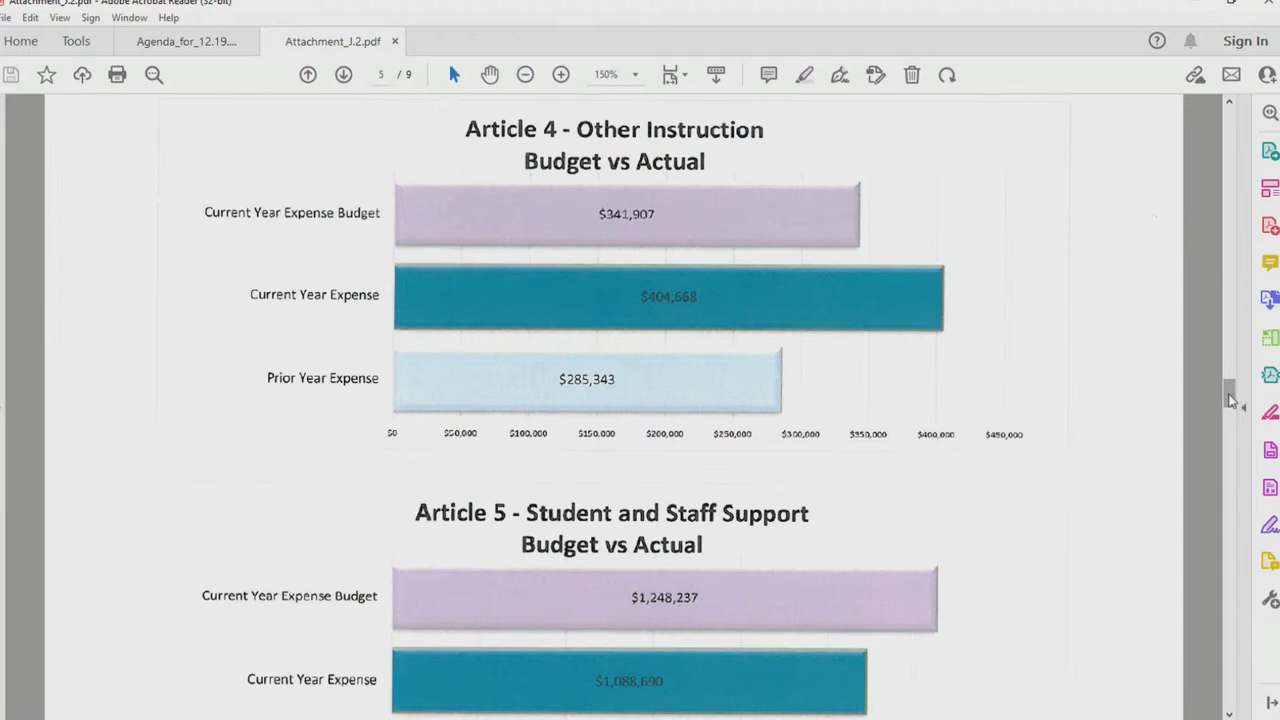 Attachment_J.2.pdf - Adobe Acrobat Reader (32-bit)
File Edit View Sign Window Help
Home Tools Agenda_for_12.19.... Attachment_J.2.pdf × Sign In
5 / 9 150%
Article 4 - Other Instruction
Budget vs Actual
Current Year Expense Budget $341,907
Current Year Expense $404,668
Prior Year Expense $285,343
$0 $50,000 $100,000 $150,000 $200,000 $250,000 $300,000 $350,000 $400,000 $450,000
Article 5 - Student and Staff Support
Budget vs Actual
Current Year Expense Budget $1,248,237
Current Year Expense $1,088,690